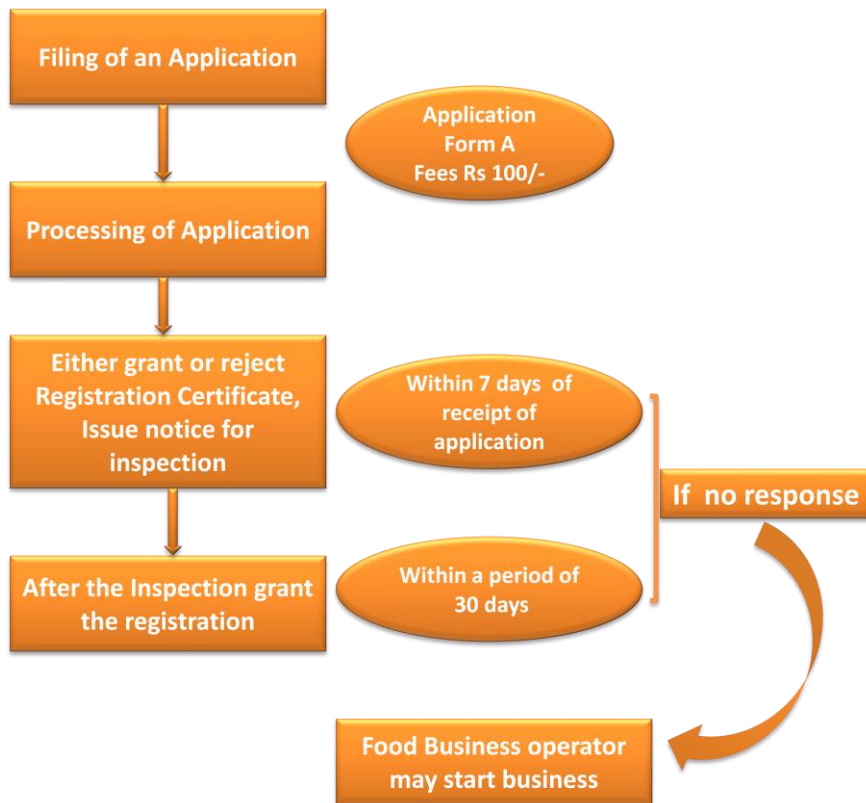 Filing of an Application
Application
Form A
Fees Rs 100/-
Processing of Application
Either grant or reject
Registration Certificate,
Issue notice for
inspection
Within 7 days of
receipt of
application
If no response
After the Inspection grant
the registration
Within a period of
30 days
Food Business operator
may start business